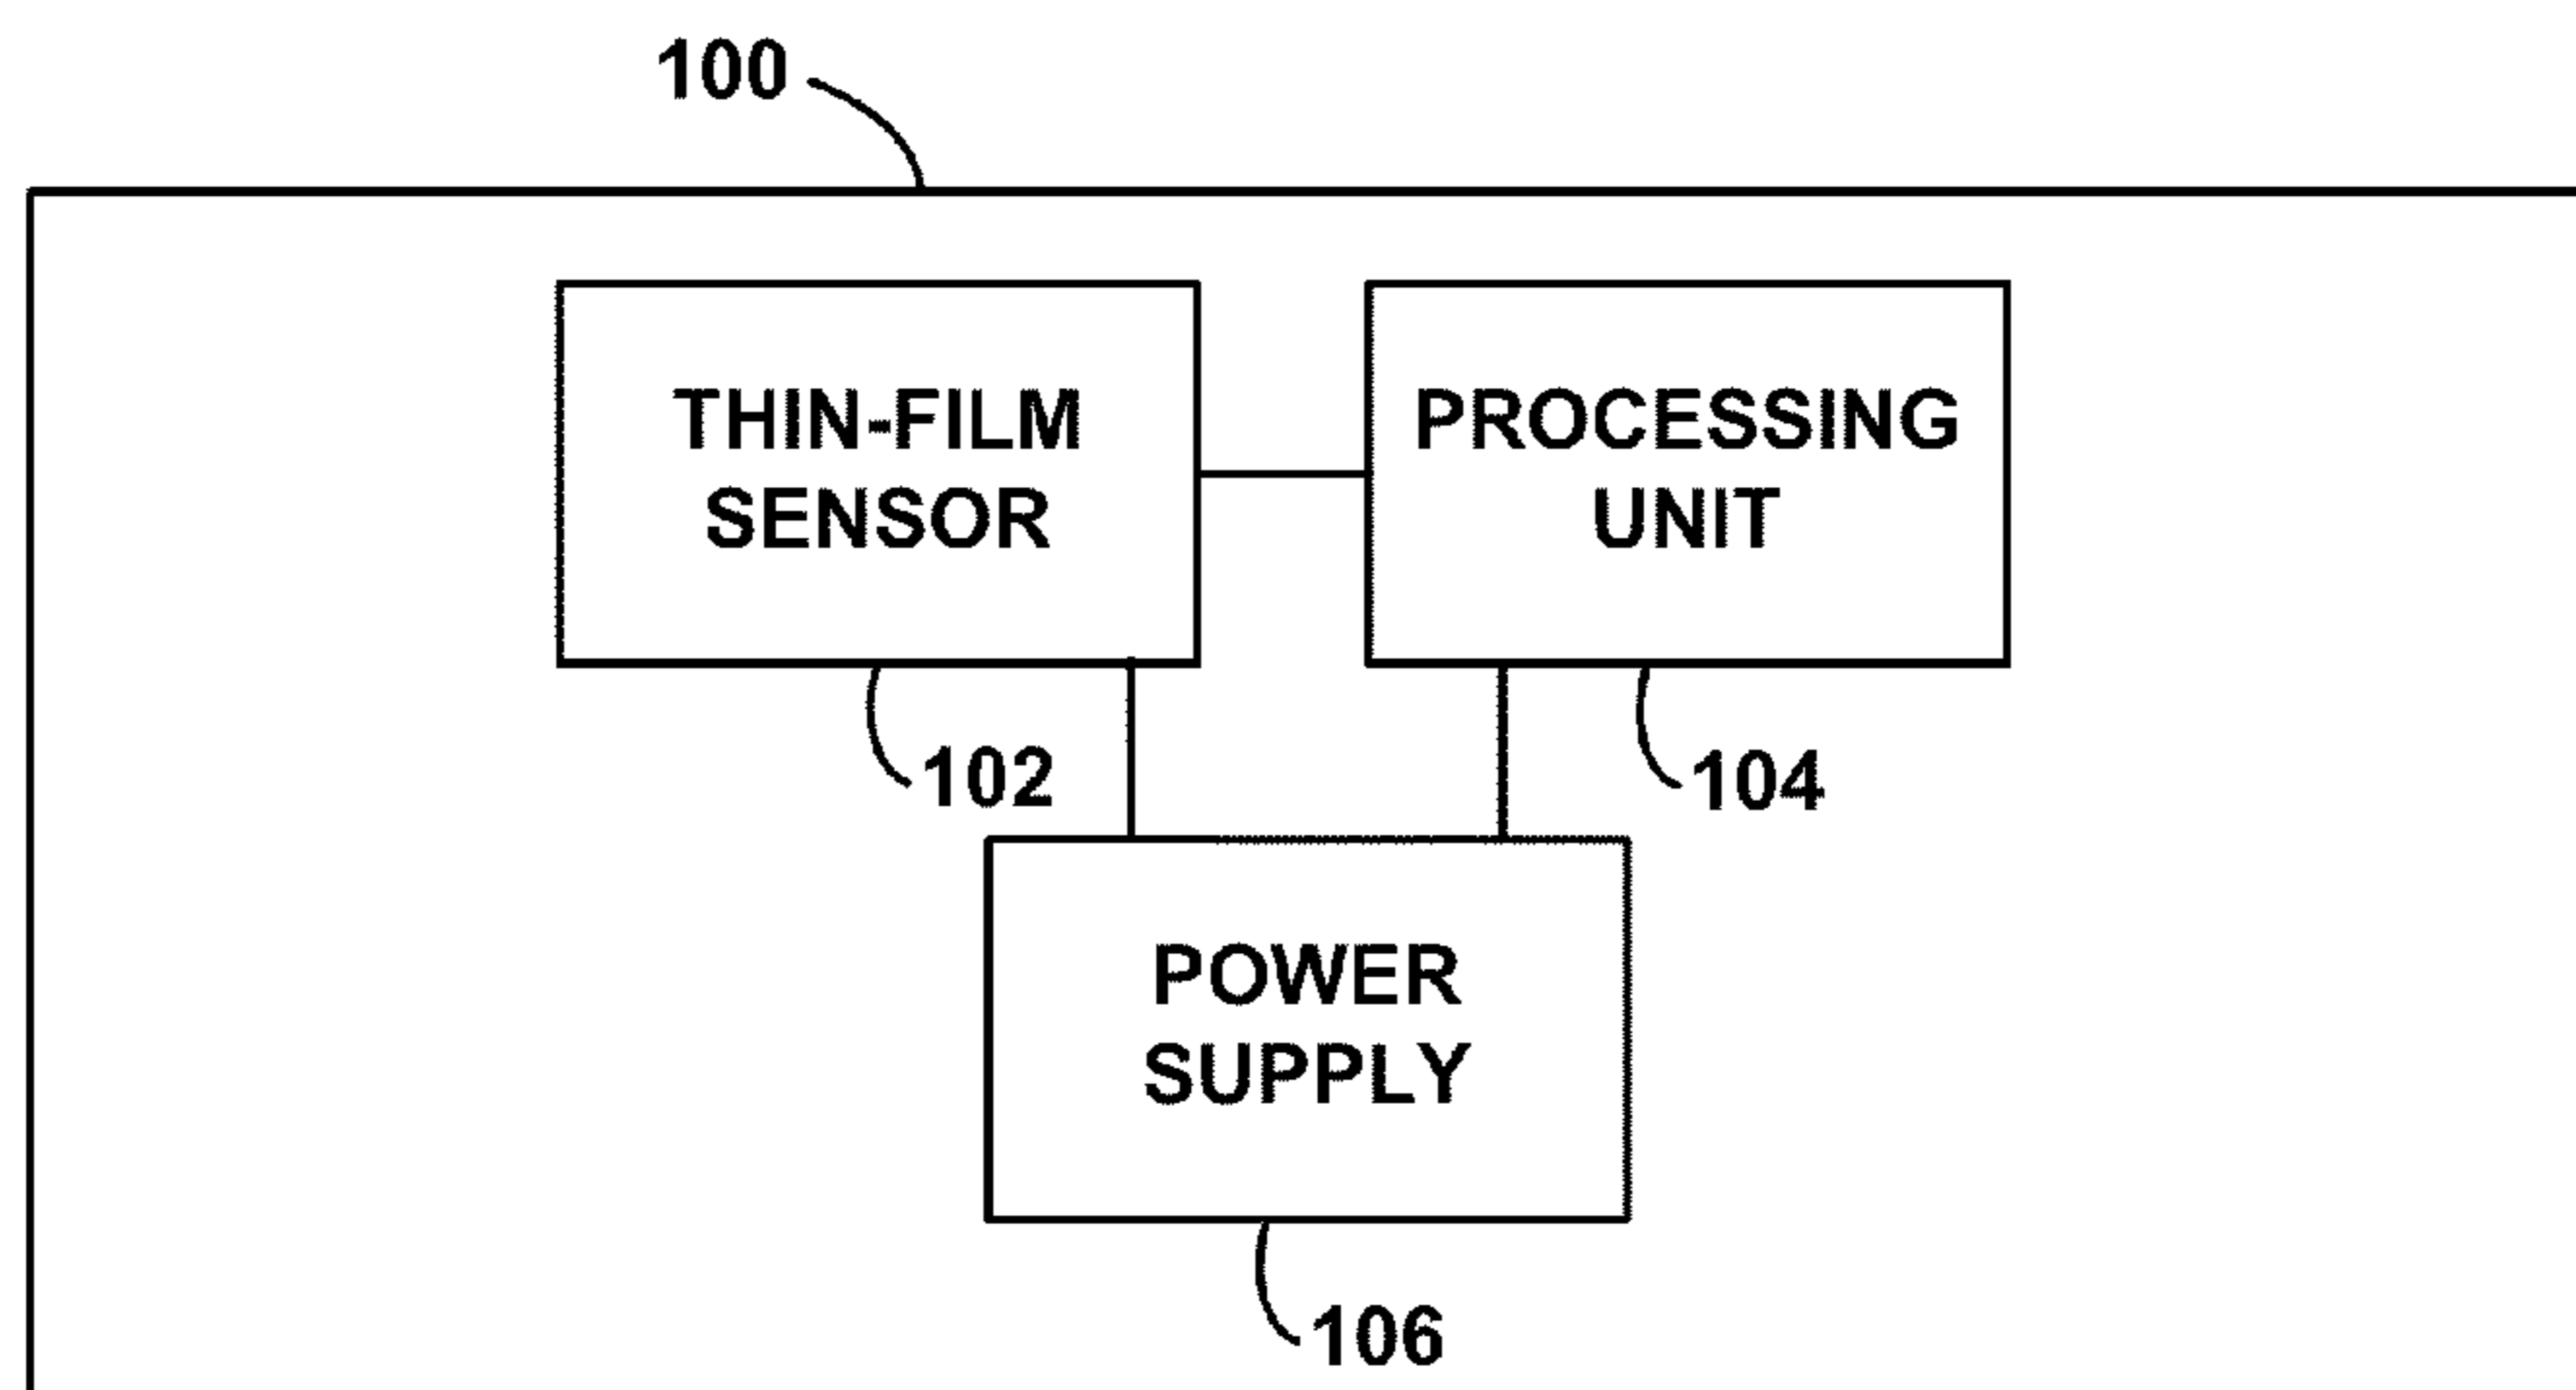 100
THIN-FILM
SENSOR
PROCESSING
UNIT
102
104
POWER
SUPPLY
106